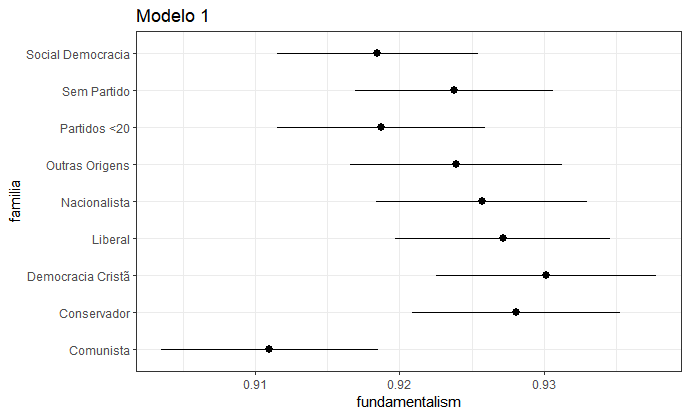 Modelo 1
Social Democracia
Sem Partido
Partidos <20
Outras Origens
Nacionalista
Liberal
Democracia Cristã
Conservador
Comunista
familia
0.91 0.92 0.93
fundamentalism